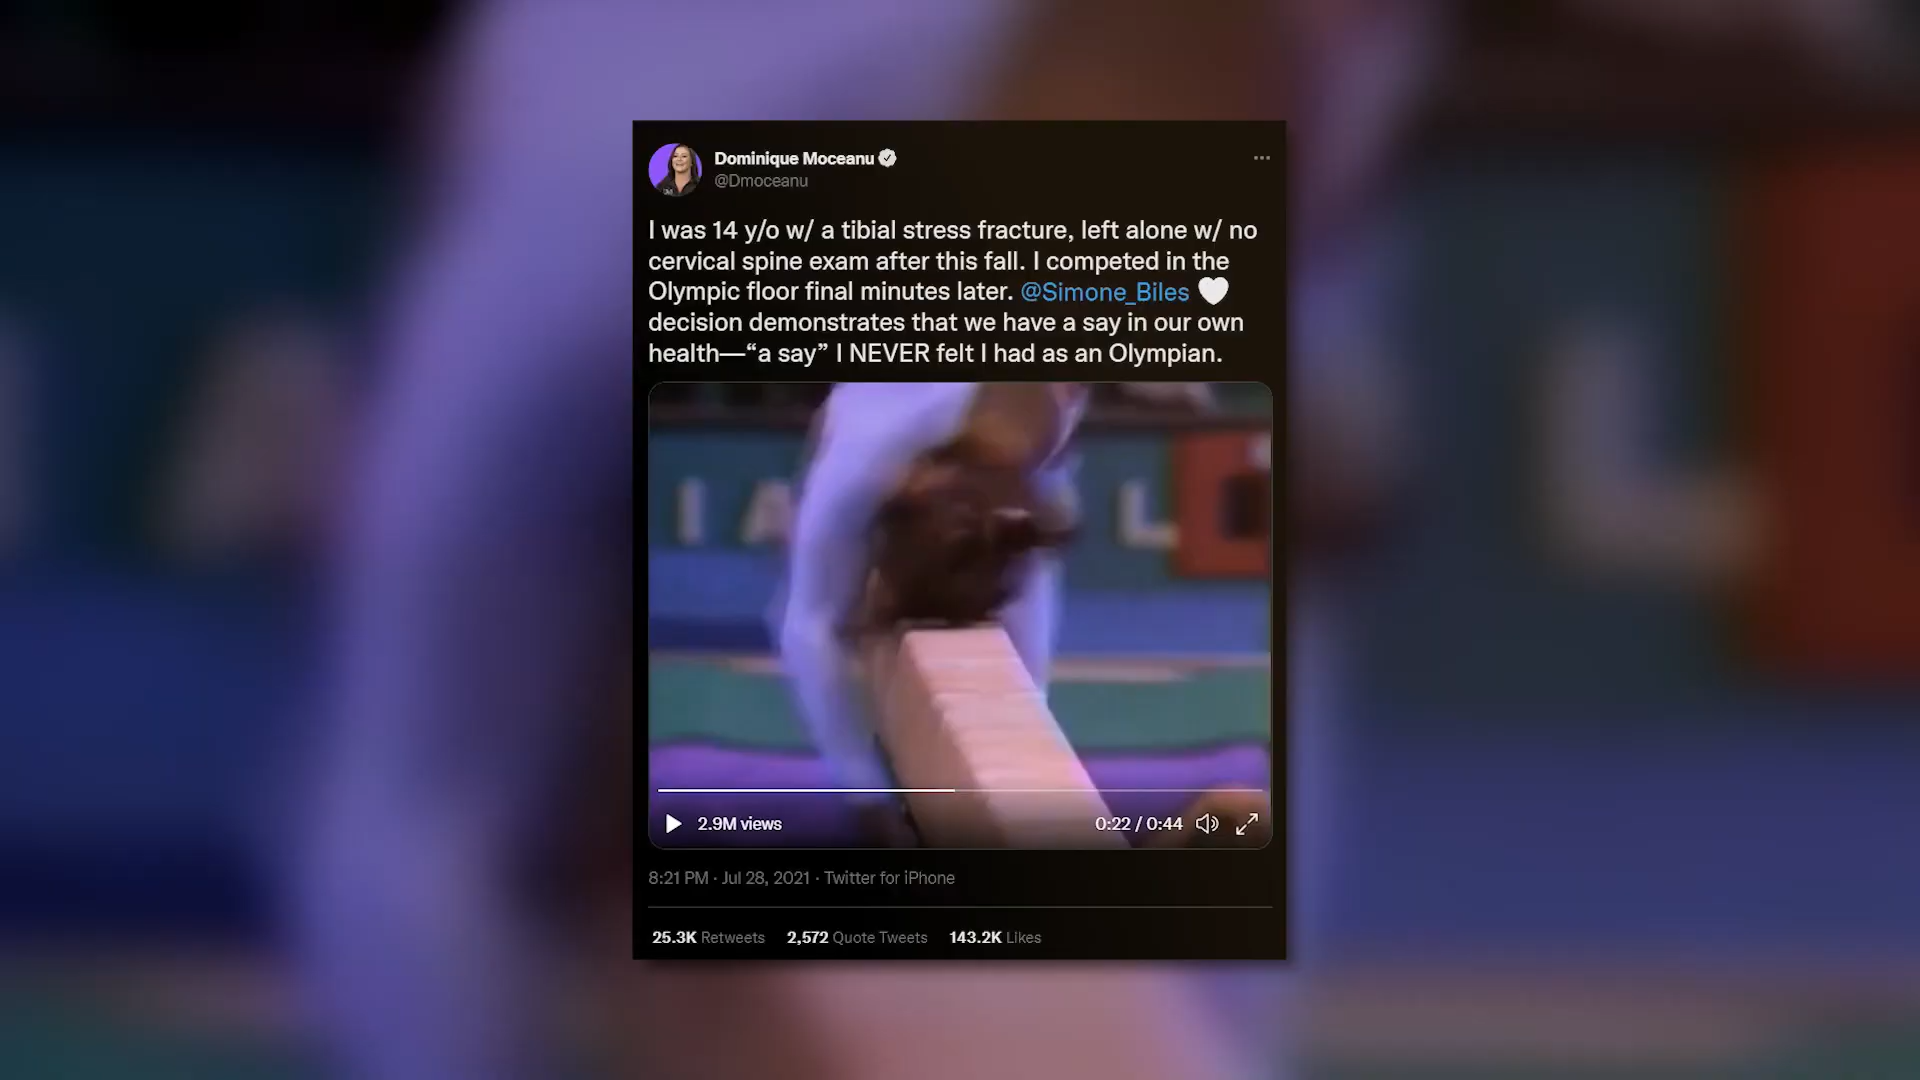 Dominique Moceanu
@Dmoceanu
I was 14 y/o w/ a tibial stress fracture, left alone w/ no
cervical spine exam after this fall. I competed in the
Olympic floor final minutes later. @Simone_Biles 🤍
decision demonstrates that we have a say in our own
health—“a say” I NEVER felt I had as an Olympian.
I A L
2.9M views
0:22 / 0:44
8:21 PM · Jul 28, 2021 · Twitter for iPhone
25.3K Retweets 2,572 Quote Tweets 143.2K Likes